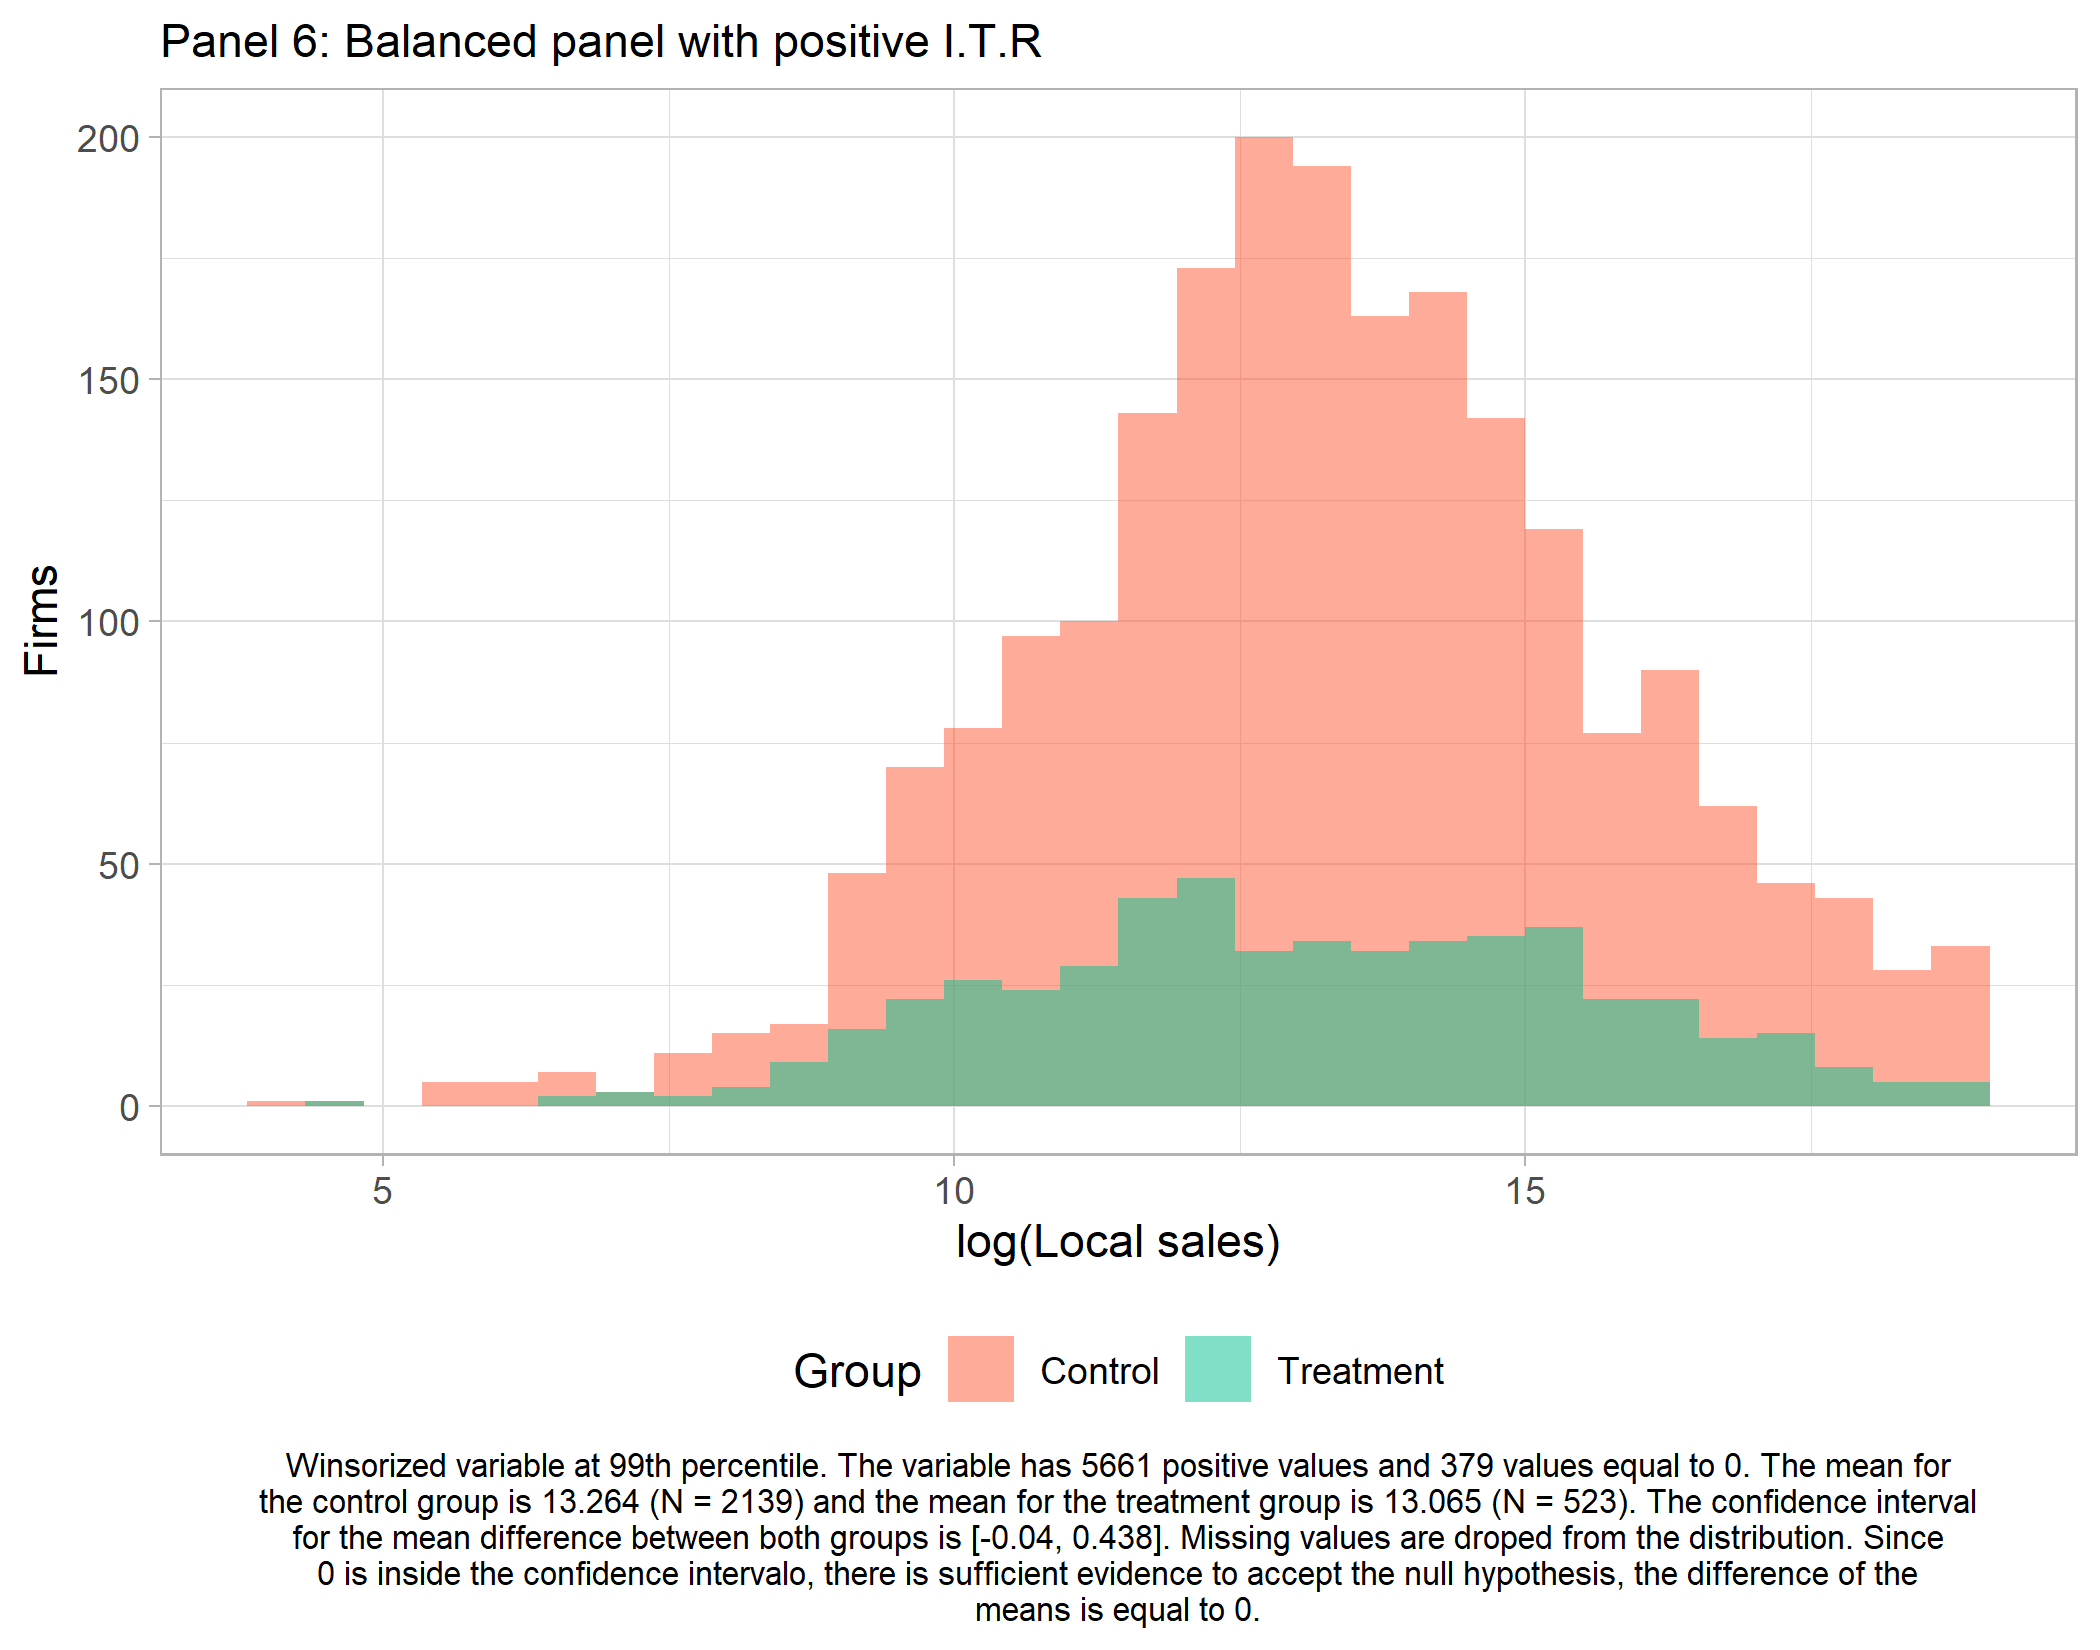 Panel 6: Balanced panel with positive I.T.R
200
150
100
50
0
Firms
5 10 15
log(Local sales)
Group Control Treatment
Winsorized variable at 99th percentile. The variable has 5661 positive values and 379 values equal to 0. The mean for
the control group is 13.264 (N = 2139) and the mean for the treatment group is 13.065 (N = 523). The confidence interval
for the mean difference between both groups is [-0.04, 0.438]. Missing values are droped from the distribution. Since
0 is inside the confidence intervalo, there is sufficient evidence to accept the null hypothesis, the difference of the
means is equal to 0.